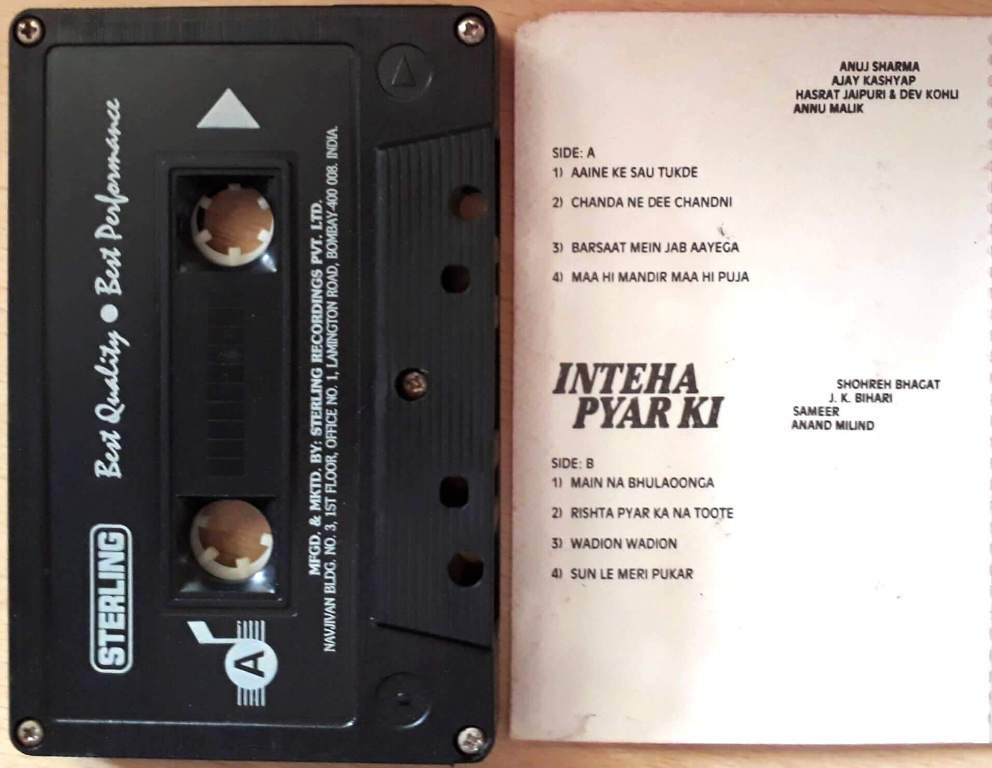 STERLING
Best Quality ● Best Performance
A
MFGD. & MKTD. BY: STERLING RECORDINGS PVT. LTD.
NAVJIVAN BLDG. NO. 3, 1ST FLOOR, OFFICE NO. 1, LAMINGTON ROAD, BOMBAY-400 008. INDIA.
ANUJ SHARMA
AJAY KASHYAP
HASRAT JAIPURI & DEV KOHLI
ANNU MALIK
SIDE: A
1) AAINE KE SAU TUKDE
2) CHANDA NE DEE CHANDNI
3) BARSAAT MEIN JAB AAYEGA
4) MAA HI MANDIR MAA HI PUJA
INTEHA
PYAR KI
SHOHREH BHAGAT
J. K. BIHARI
SAMEER
ANAND MILIND
SIDE: B
1) MAIN NA BHULAOONGA
2) RISHTA PYAR KA NA TOOTE
3) WADION WADION
4) SUN LE MERI PUKAR